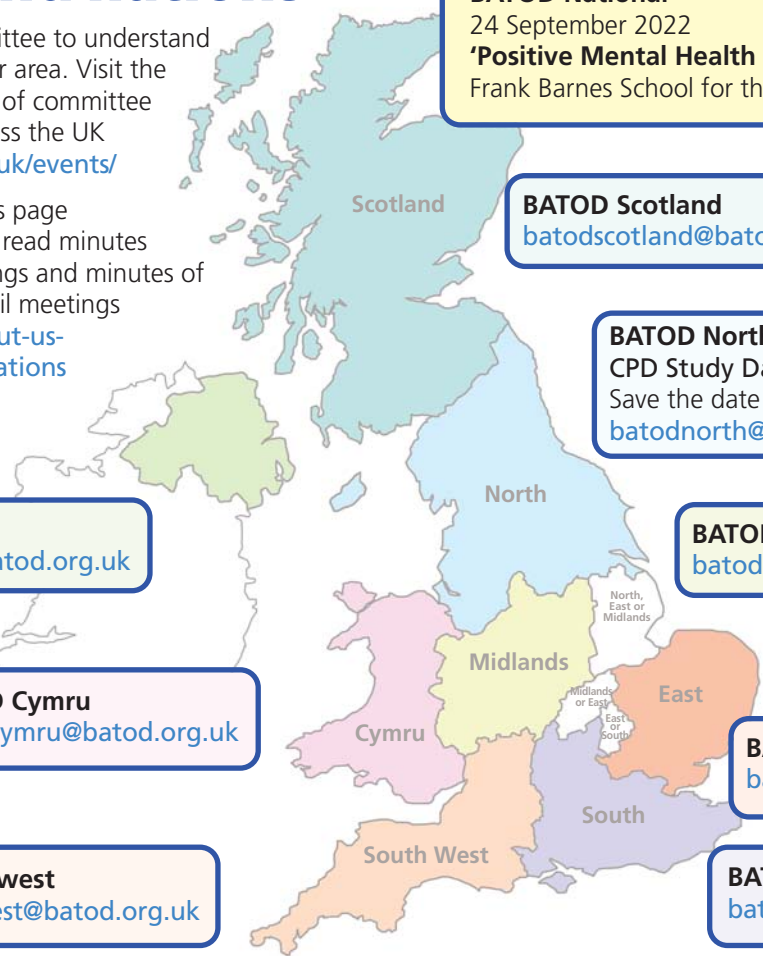 ittee to understand
r area. Visit the
of committee
ss the UK
uk/events/
s page
read minutes
ngs and minutes of
il meetings
ut-us-
ations
24 September 2022
‘Positive Mental Health
Frank Barnes School for th
Scotland
BATOD Scotland
batodscotland@bato
BATOD North
CPD Study Da
Save the date
batodnorth@
North
atod.org.uk
BATO
batod
North,
East or
Midlands
Midlands
Midlands
or East
East
or
South
East
Cymru
ymru@batod.org.uk
Cymru
BA
ba
South
South West
west
est@batod.org.uk
BAT
bat